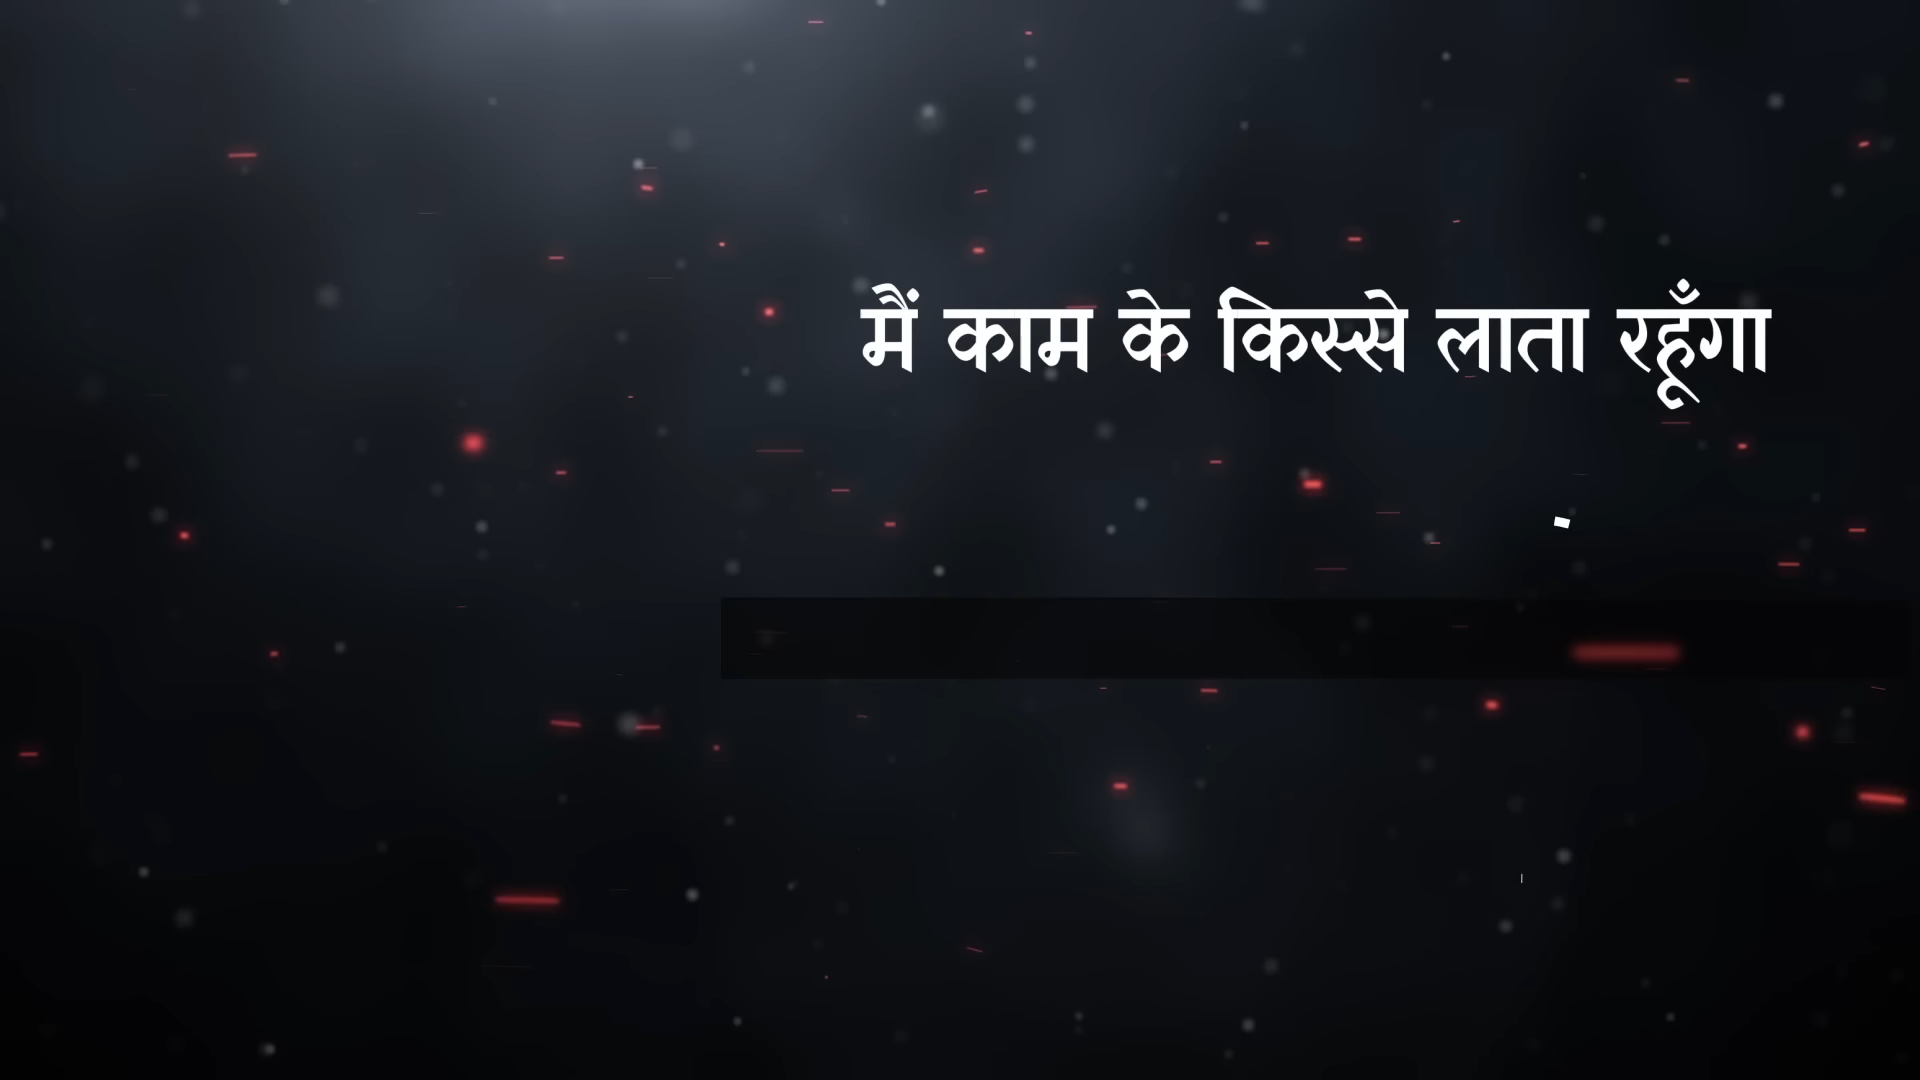 मैं काम के किस्से लाता रहूँगा